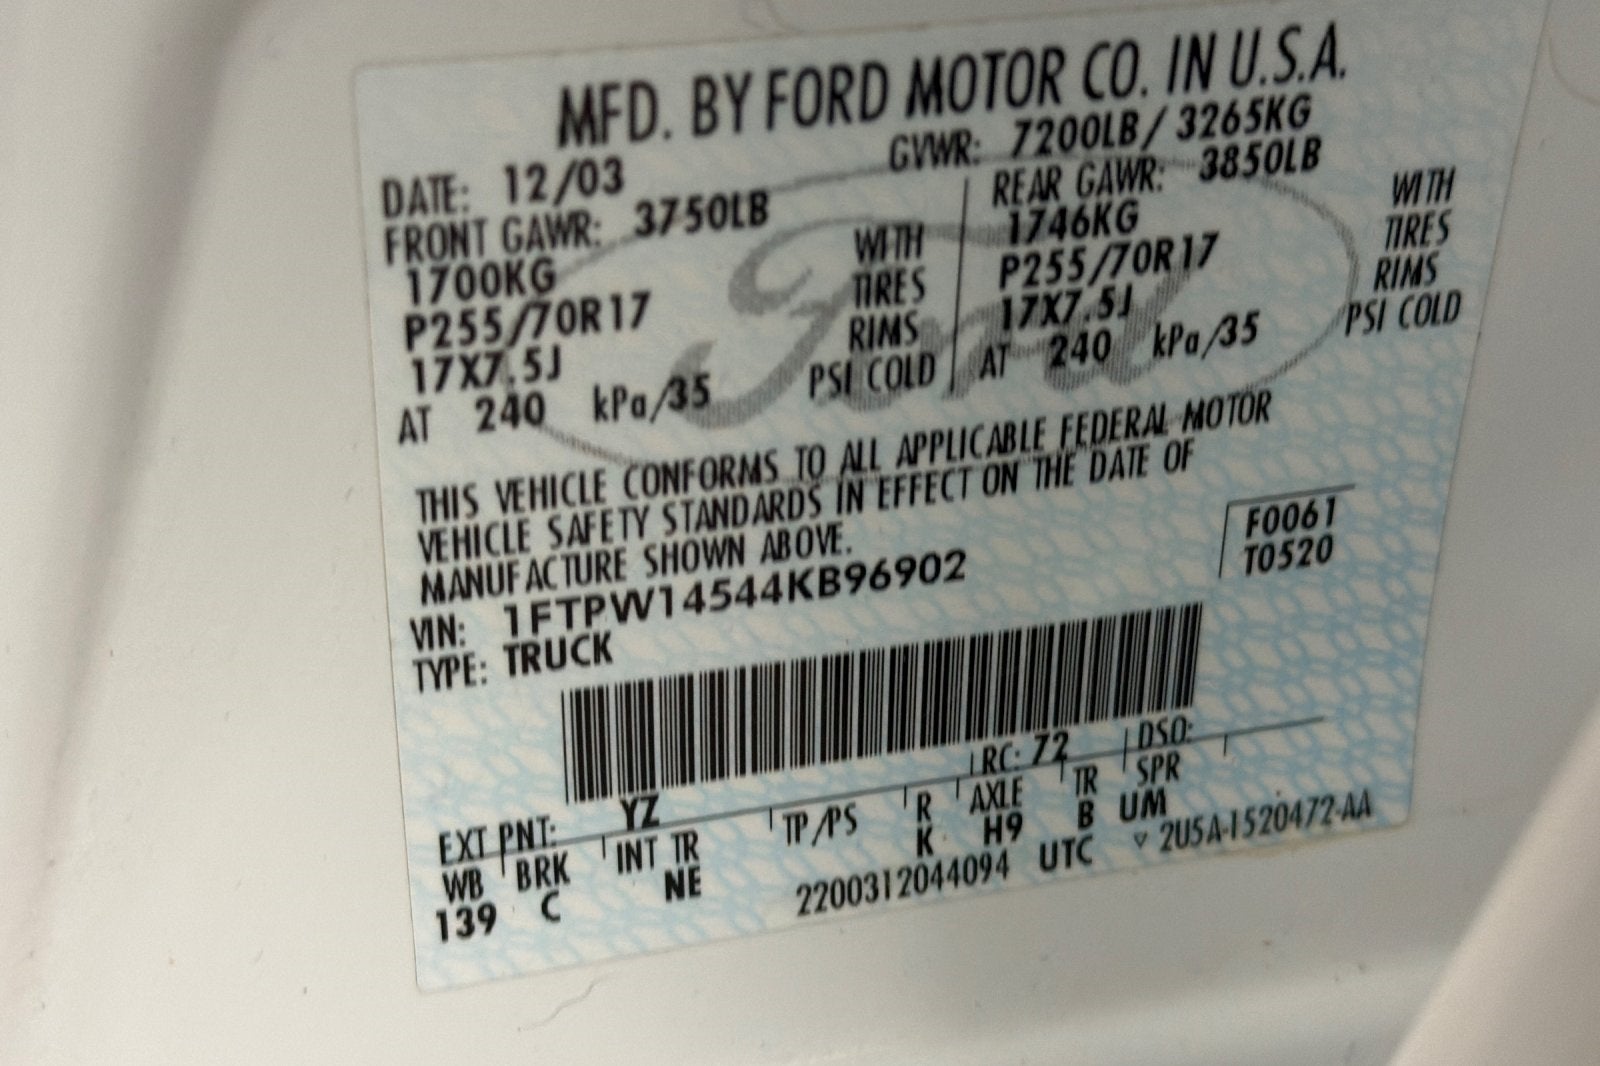 MFD. BY FORD MOTOR CO. IN U.S.A.
DATE: 12/03 GVWR: 7200LB/ 3265KG
FRONT GAWR: 3750LB REAR GAWR: 3850LB
1700KG WITH 1746KG WITH
P255/70R17 TIRES P255/70R17 TIRES
17X7.5J RIMS 17X7.5J RIMS
AT 240 kPa/35 PSI COLD AT 240 kPa/35 PSI COLD
Ford
THIS VEHICLE CONFORMS TO ALL APPLICABLE FEDERAL MOTOR
VEHICLE SAFETY STANDARDS IN EFFECT ON THE DATE OF
MANUFACTURE SHOWN ABOVE.
F0061
T0520
VIN: 1FTPW14544KB96902
TYPE: TRUCK
EXT PNT: YZ RC: 72 DSO:
WB BRK INT TR TP/PS R AXLE TR SPR
139 C NE K H9 B UM
2200312044094 UTC ▿ 2U5A-1520472-AA